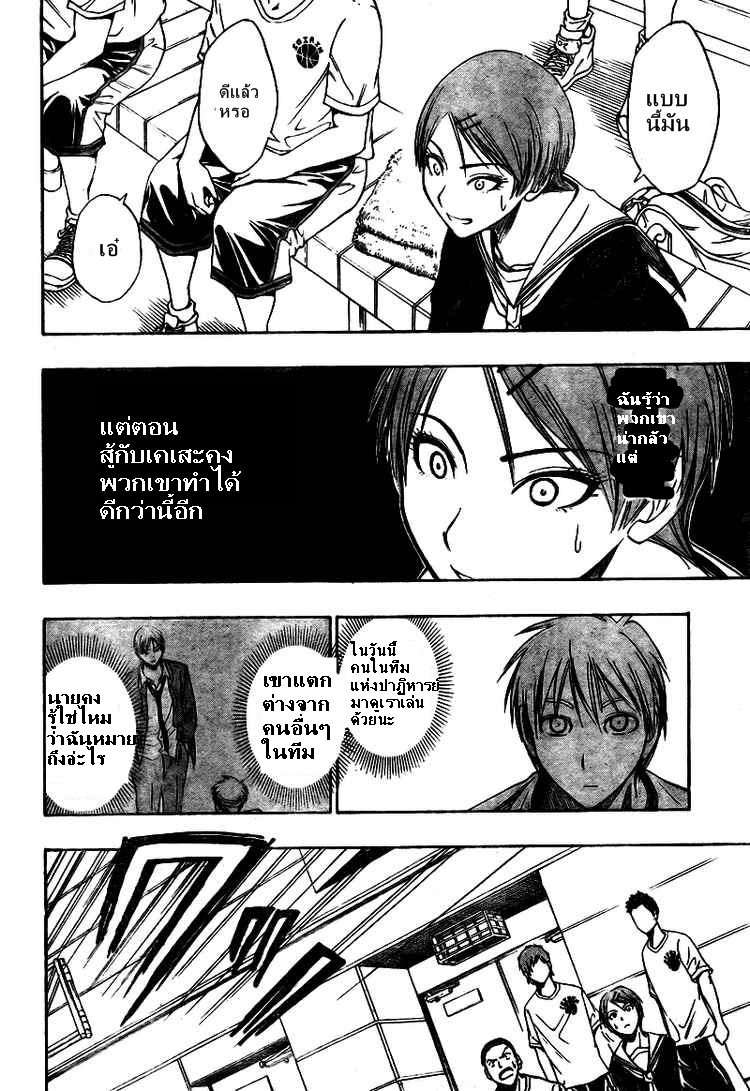 แบบ
นี้มัน
ดีแล้ว
หรอ
เอ๋
ฉันรู้ว่า
พวกเขา
น่ากลัว
แต่
แต่ตอน
สู้กับเคเสะคุง
พวกเขาทำได้
ดีกว่านี้อีก
ในวันนี้
คนในทีม
แห่งปาฏิหารย์
มาดูเราเล่น
ด้วยนะ
เขาแตก
ต่างจาก
คนอื่นๆ
ในทีม
นายคง
รู้ใช่ไหม
ว่าฉันหมาย
ถึงอะไร